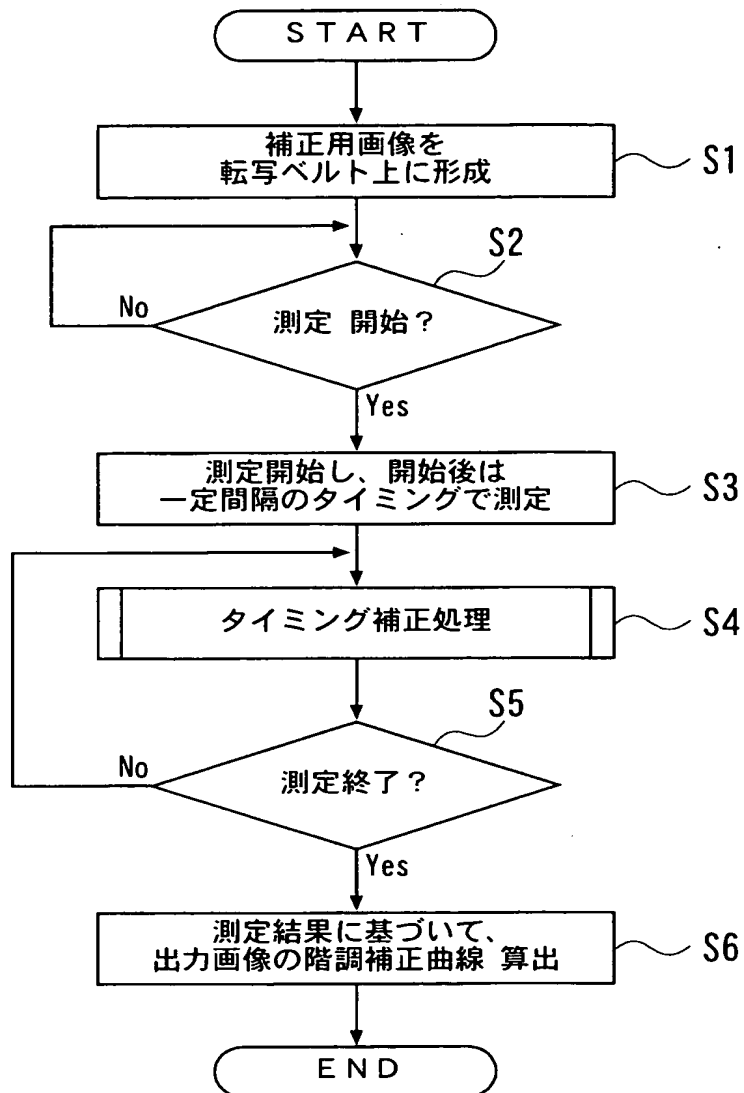 START
補正用画像を
転写ベルト上に形成
S1
S2
測定 開始?
No
Yes
測定開始し、開始後は
一定間隔のタイミングで測定
S3
タイミング補正処理
S4
S5
測定終了?
No
Yes
測定結果に基づいて、
出力画像の階調補正曲線 算出
S6
END